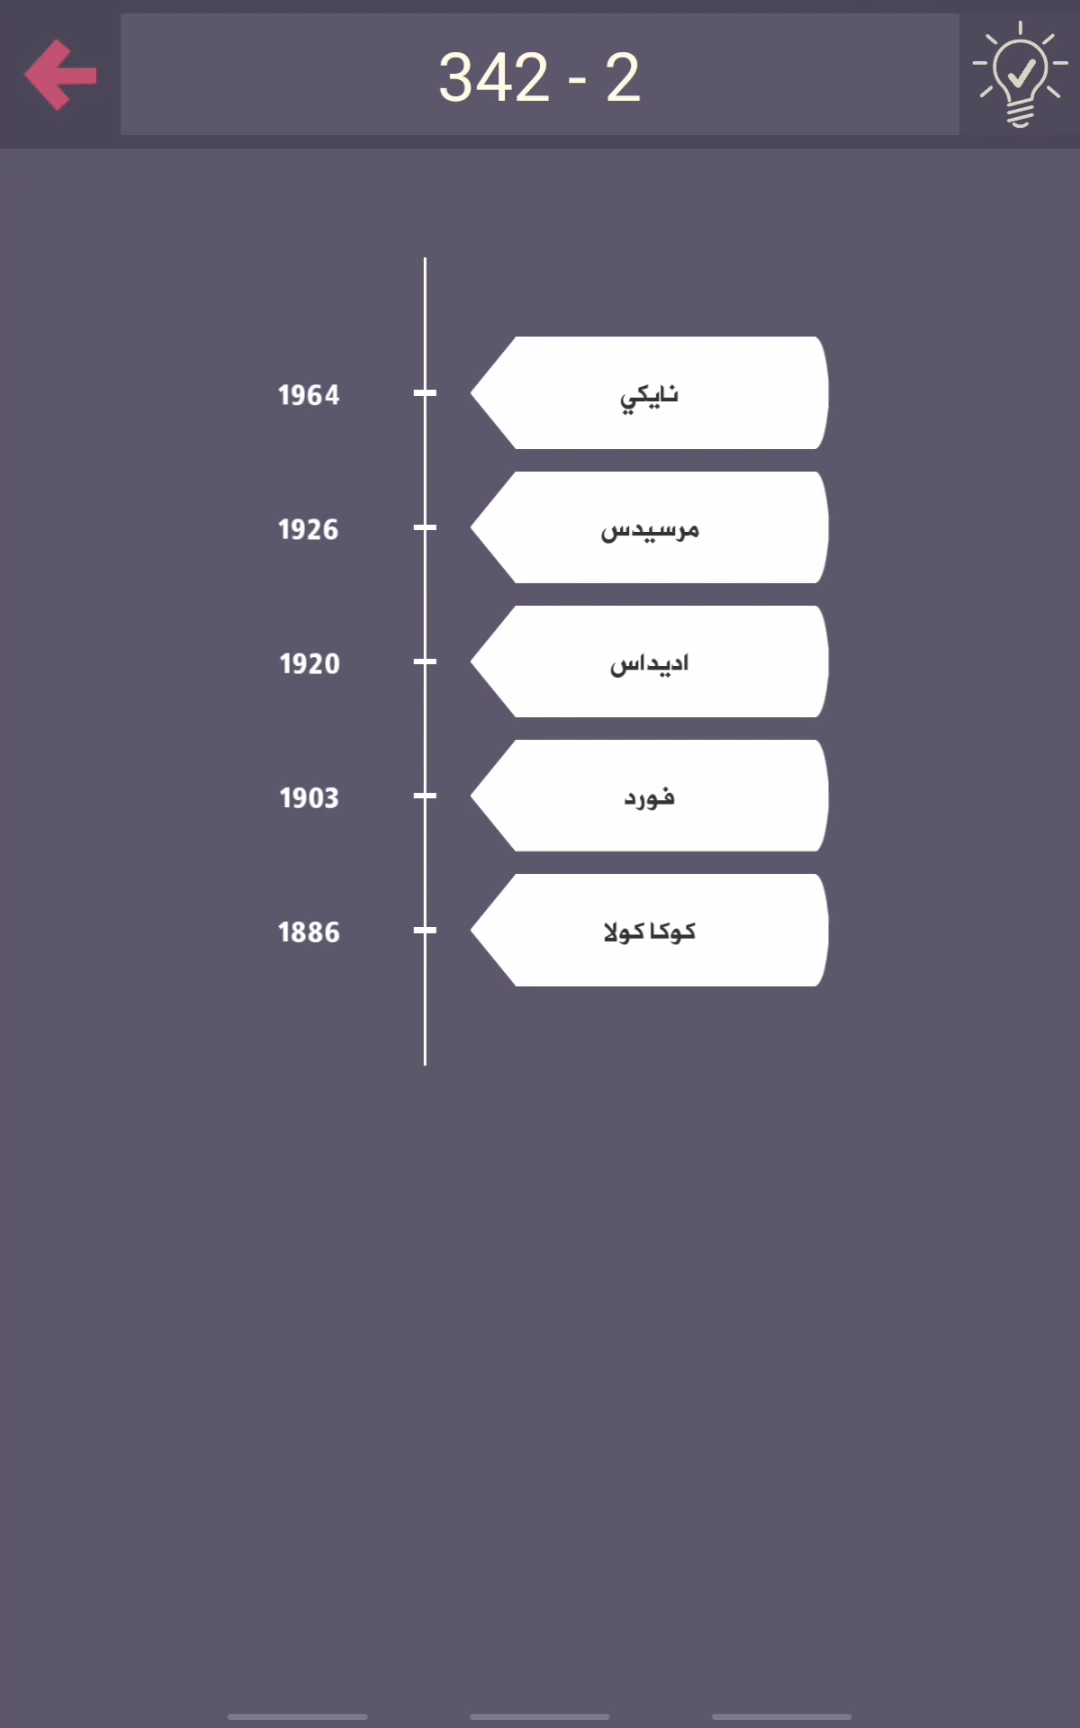 342 - 2
1964 نايكي
1926 مرسيدس
1920 اديداس
1903 فورد
1886 كوكا كولا